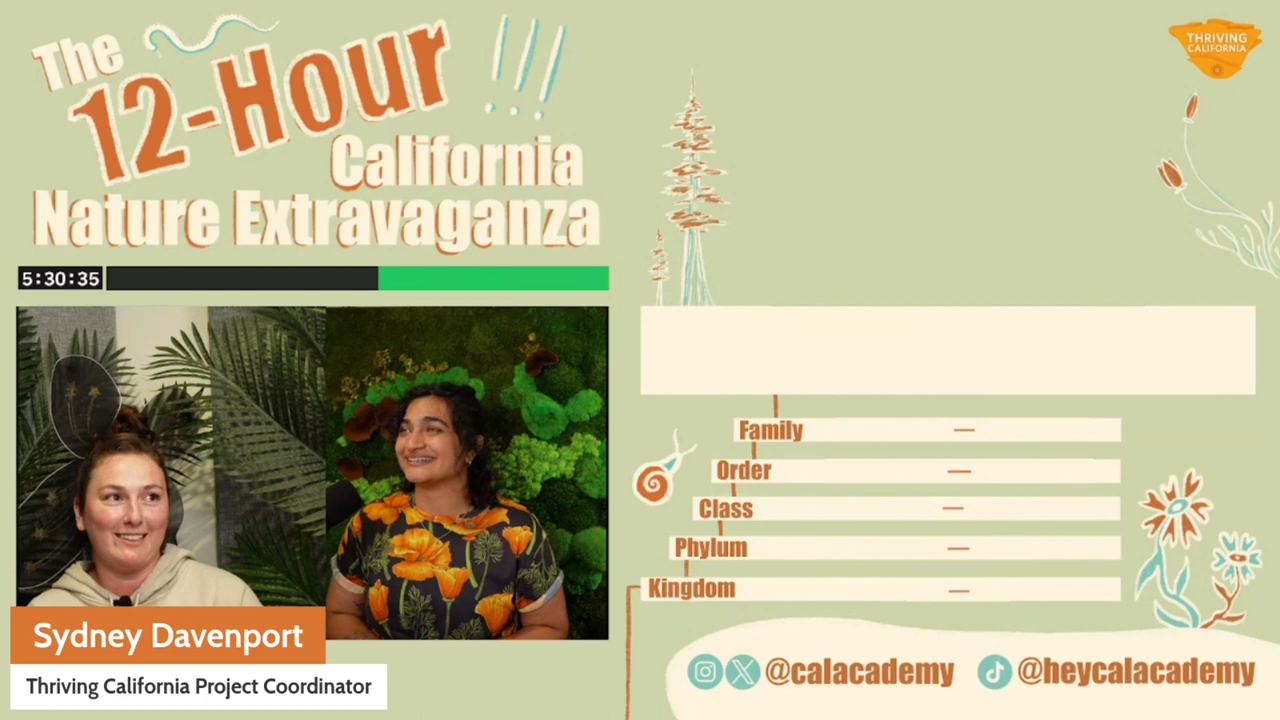 The
12-Hour!!!
California
Nature Extravaganza
THRIVING
CALIFORNIA
5:30:35
Family —
Order —
Class —
Phylum —
Kingdom —
Sydney Davenport
Thriving California Project Coordinator
@calacademy @heycalacademy